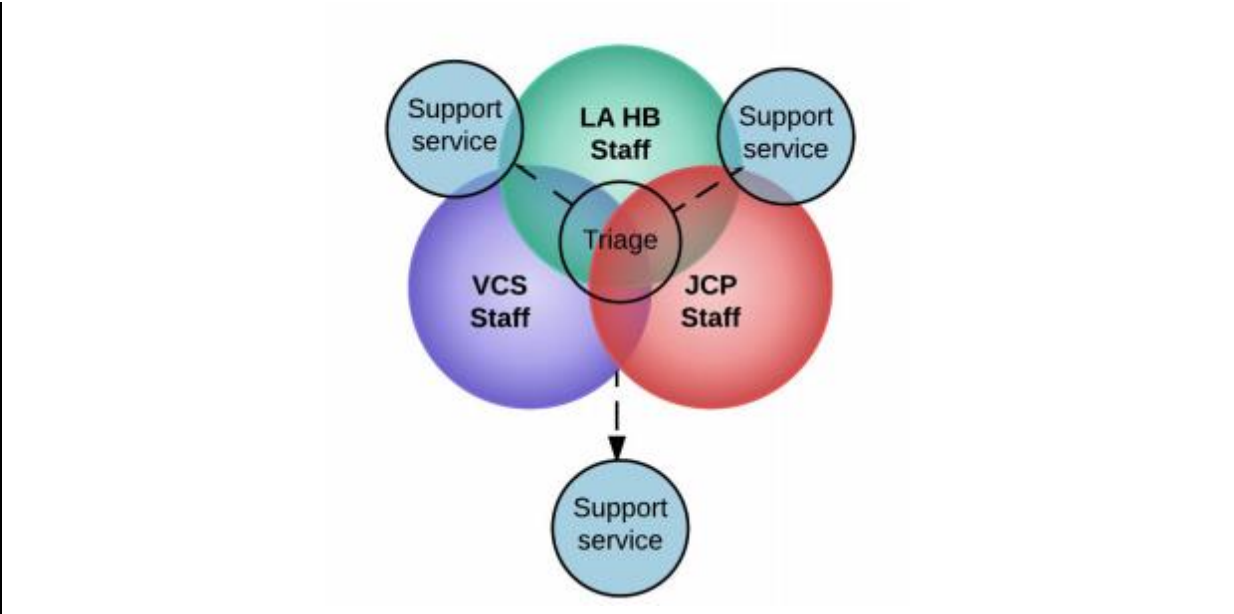 Support
service
LA HB
Staff
Support
service
Triage
VCS
Staff
JCP
Staff
Support
service